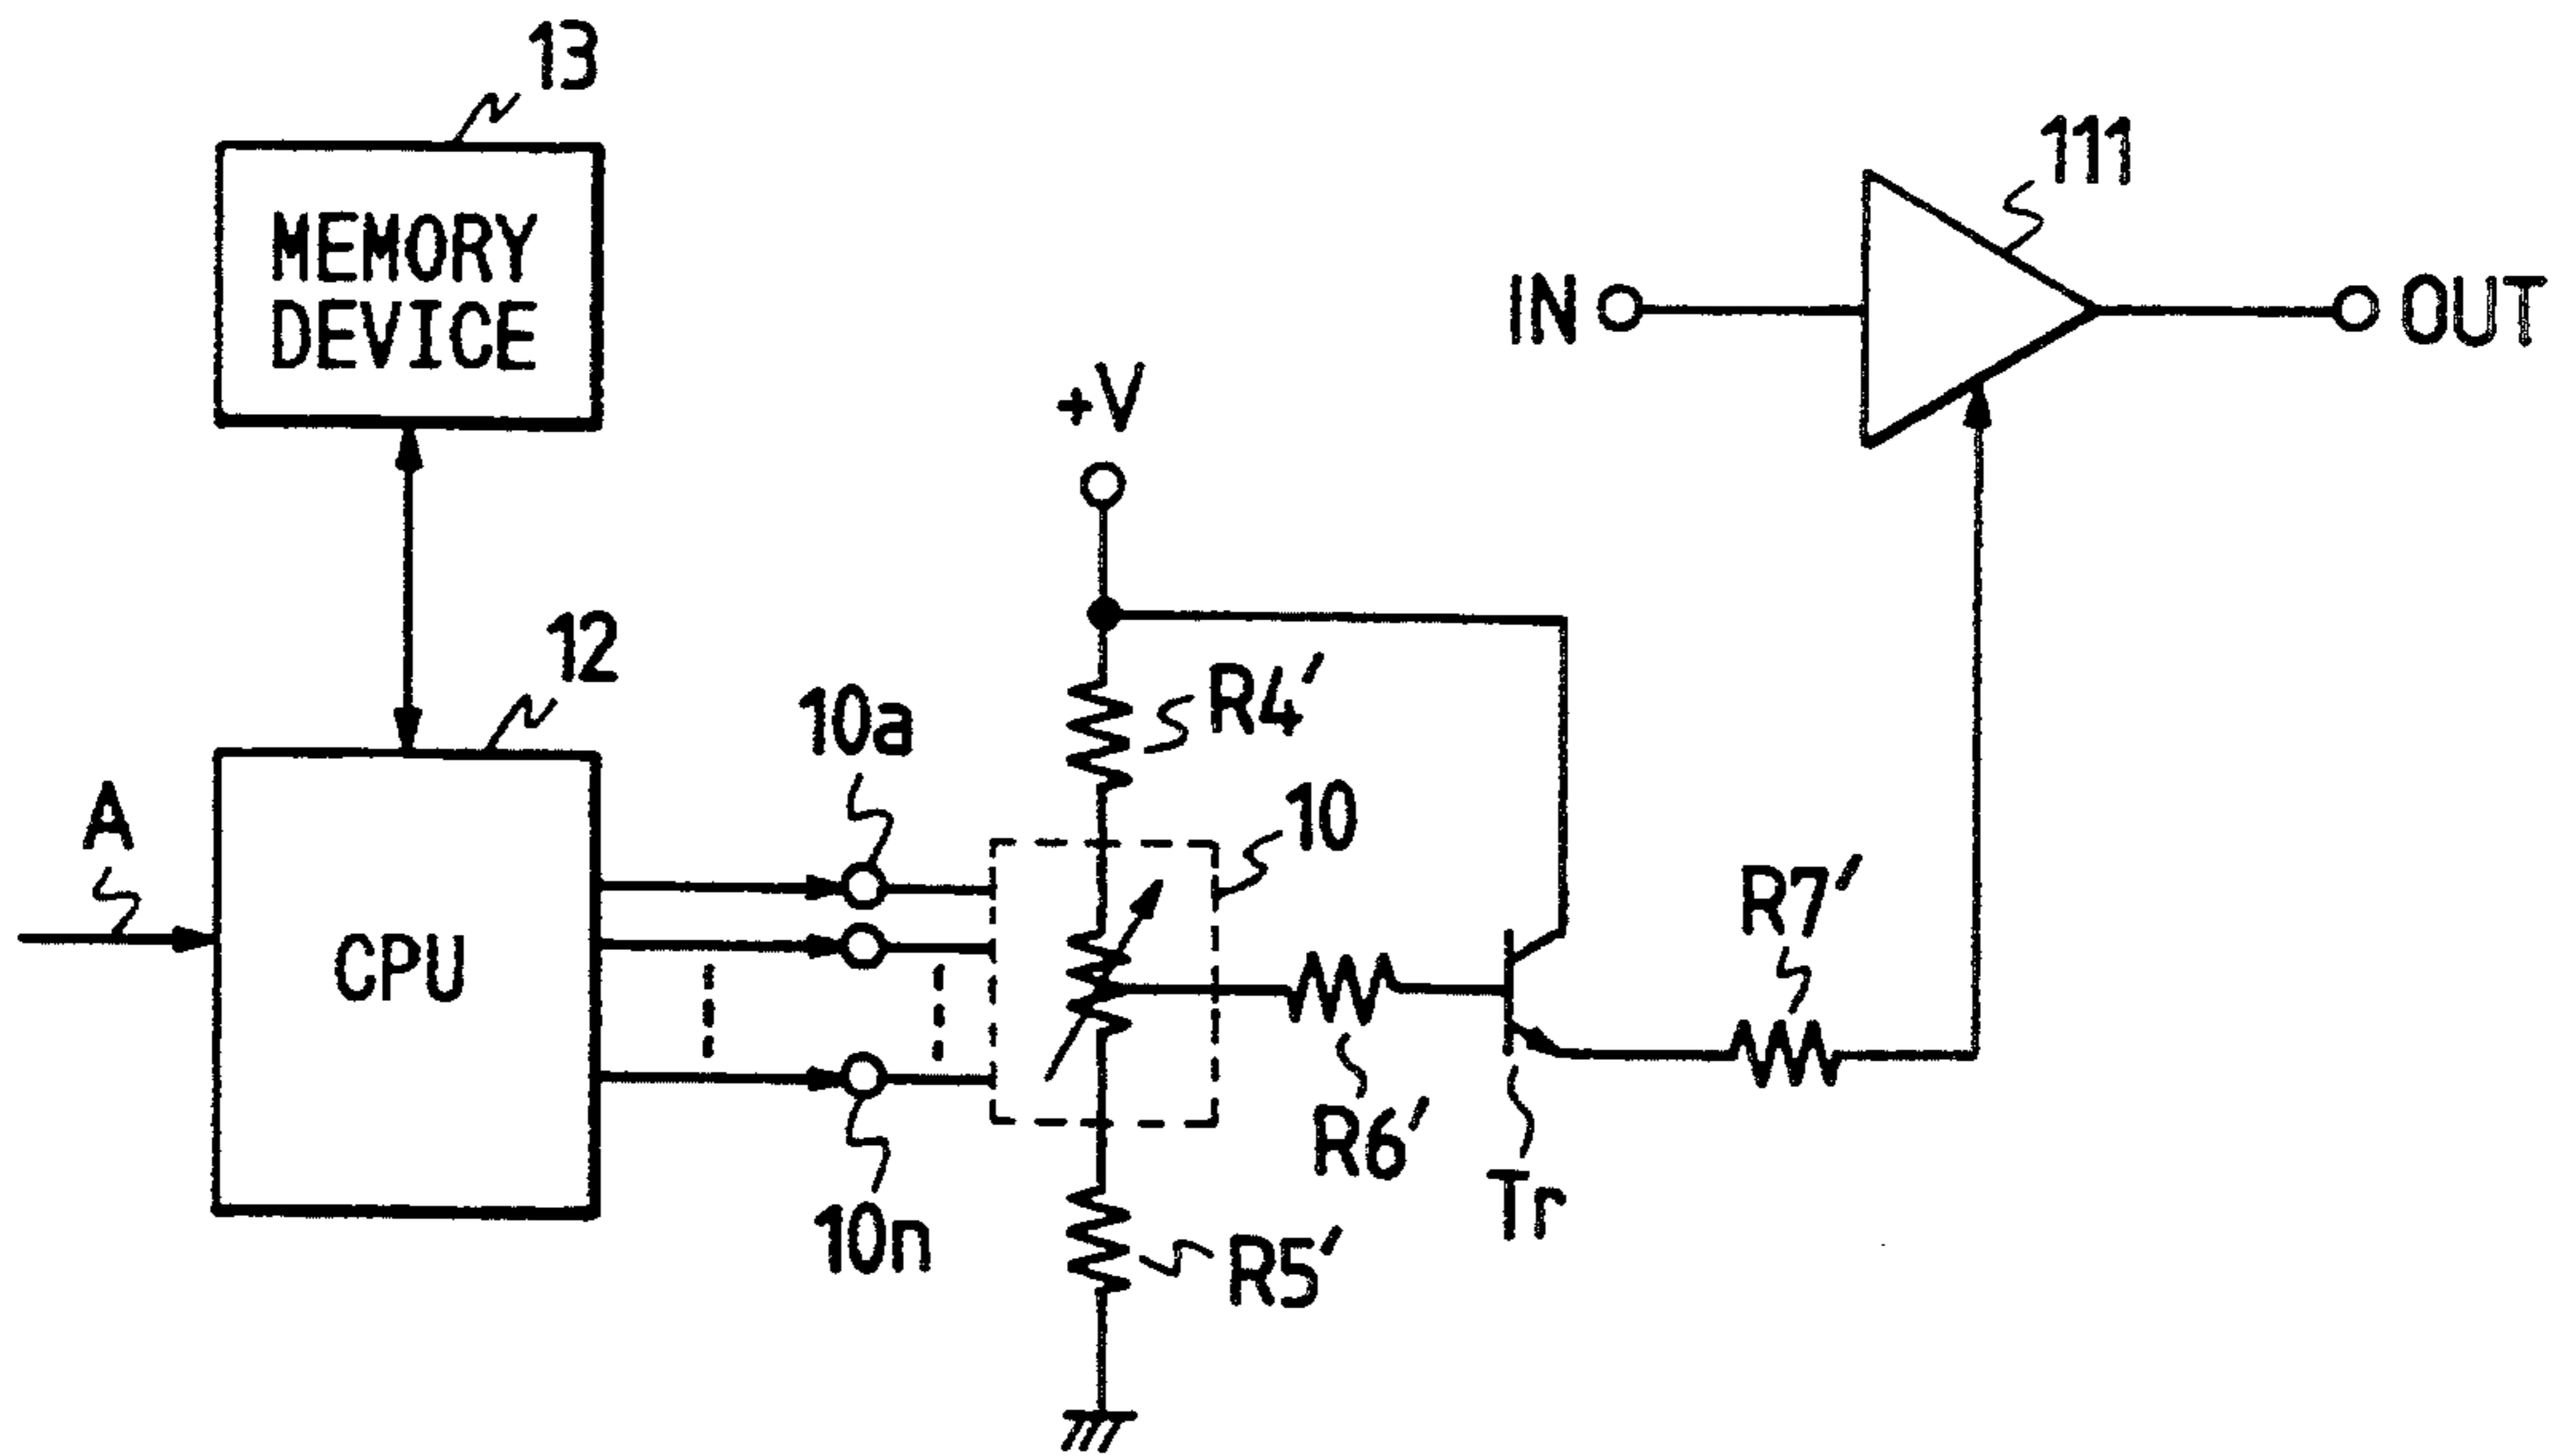 13
MEMORY
DEVICE
111
IN
OUT
+V
12
10a
R4′
A
10
CPU
R7′
R6′
10n
Tr
R5′